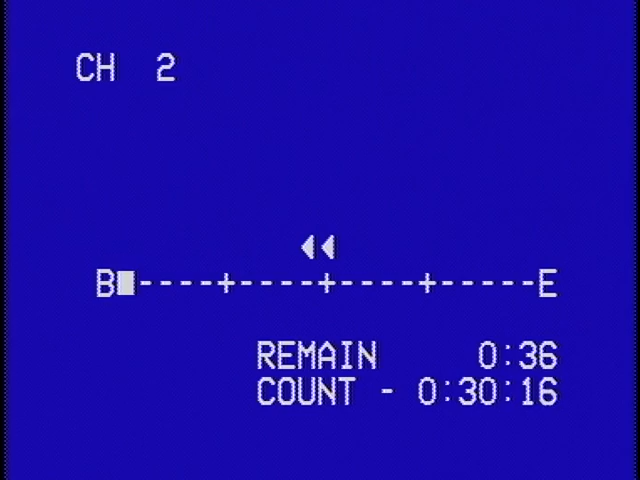 CH 2
B■----+----+----+-----E
REMAIN 0:36
COUNT - 0:30:16